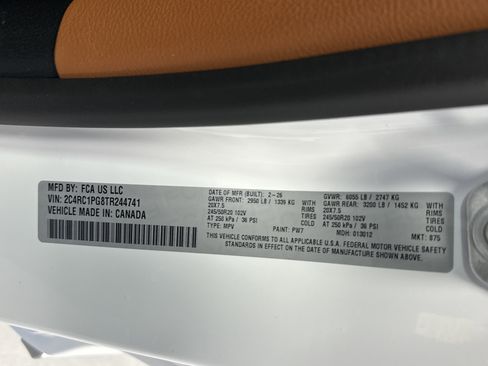 MFD BY: FCA US LLC
VIN: 2C4RC1PG8TR244741
VEHICLE MADE IN: CANADA
DATE OF MFR (BUILT): 2-26
GAWR FRONT: 2950 LB / 1339 KG WITH
20X7.5 RIMS
245/50R20 102V TIRES
AT 250 kPa/ 36 PSI COLD
TYPE: MPV PAINT: PW7
GVWR: 6055 LB / 2747 KG
GAWR REAR: 3200 LB / 1452 KG WITH
20X7.5 RIMS
245/50R20 102V TIRES
AT 250 kPa / 36 PSI COLD
MDH: 013012 MKT: 875
THIS VEHICLE CONFORMS TO ALL APPLICABLE U.S.A. FEDERAL MOTOR VEHICLE SAFETY
STANDARDS IN EFFECT ON THE DATE OF MANUFACTURE SHOWN ABOVE.